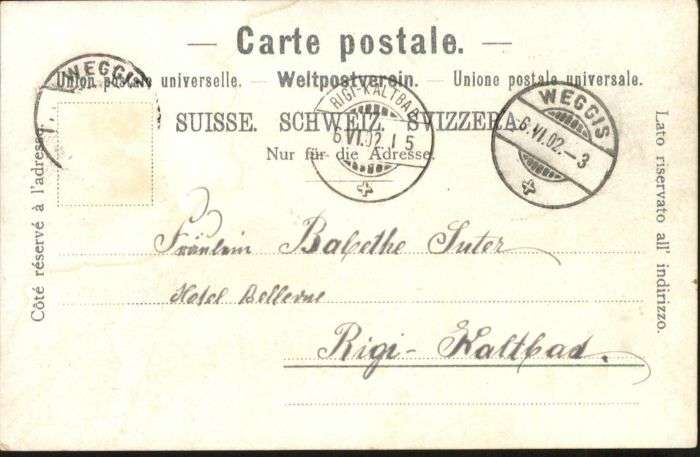 — Carte postale. —
Union postale universelle. — Weltpostverein. — Unione postale universale.
SUISSE. SCHWEIZ. SVIZZERA.
Nur für die Adresse.
WEGGIS
RIGI-KALTBAD
6 VI. 02. I 5
WEGGIS
6. VI. 02. – 3
Côté réservé à l'adresse.
Lato riservato all' indirizzo.
Fräulein Babethe Suter
Hotel Bellevue
Rigi - Kaltbad.